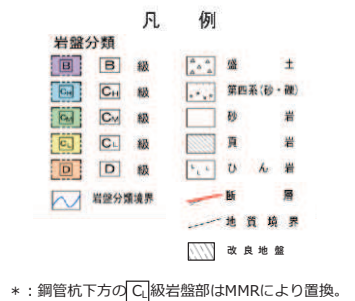 凡 例
岩盤分類
B B 級
CH CH 級
CM CM 級
CL CL 級
D D 級
岩盤分類境界
盛 土
第四系(砂・礫)
砂 岩
頁 岩
ひ ん 岩
断 層
地 質 境 界
改 良 地 盤
*:鋼管杭下方のCL級岩盤部はMMRにより置換。